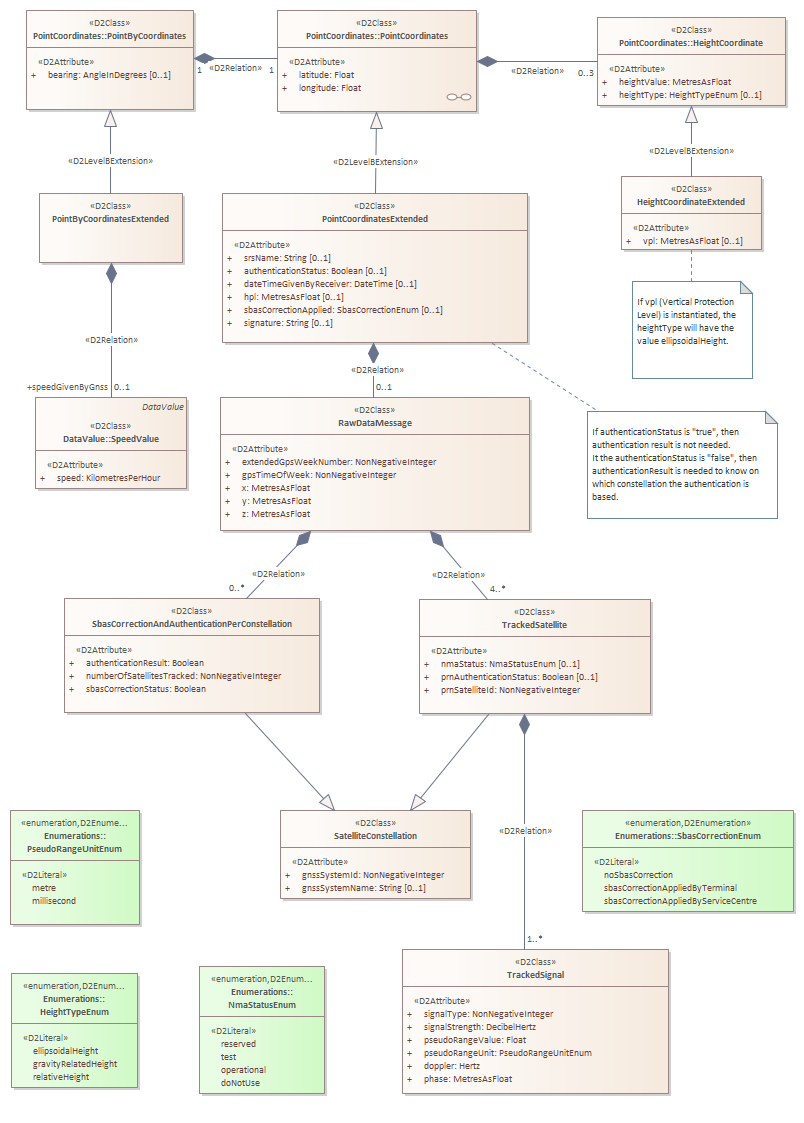 «D2Class»
PointCoordinates::PointByCoordinates
«D2Attribute»
+ bearing: AngleInDegrees [0..1]
1
«D2Relation»
1
«D2Class»
PointCoordinates::PointCoordinates
«D2Attribute»
+ latitude: Float
+ longitude: Float
«D2Relation»
0..3
«D2Class»
PointCoordinates::HeightCoordinate
«D2Attribute»
+ heightValue: MetresAsFloat
+ heightType: HeightTypeEnum [0..1]
«D2LevelBExtension»
«D2LevelBExtension»
«D2LevelBExtension»
«D2Class»
PointByCoordinatesExtended
«D2Class»
PointCoordinatesExtended
«D2Attribute»
+ srsName: String [0..1]
+ authenticationStatus: Boolean [0..1]
+ dateTimeGivenByReceiver: DateTime [0..1]
+ hpl: MetresAsFloat [0..1]
+ sbasCorrectionApplied: SbasCorrectionEnum [0..1]
+ signature: String [0..1]
«D2Class»
HeightCoordinateExtended
«D2Attribute»
+ vpl: MetresAsFloat [0..1]
If vpl (Vertical Protection
Level) is instantiated, the
heightType will have the
value ellipsoidalHeight.
«D2Relation»
+speedGivenByGnss
0..1
«D2Relation»
0..1
DataValue
«D2Class»
DataValue::SpeedValue
«D2Attribute»
+ speed: KilometresPerHour
«D2Class»
RawDataMessage
«D2Attribute»
+ extendedGpsWeekNumber: NonNegativeInteger
+ gpsTimeOfWeek: NonNegativeInteger
+ x: MetresAsFloat
+ y: MetresAsFloat
+ z: MetresAsFloat
If authenticationStatus is "true", then
authentication result is not needed.
It the authenticationStatus is "false", then
authenticationResult is needed to know on
which constellation the authentication is
based.
«D2Relation»
0..*
«D2Relation»
4..*
«D2Class»
SbasCorrectionAndAuthenticationPerConstellation
«D2Attribute»
+ authenticationResult: Boolean
+ numberOfSatellitesTracked: NonNegativeInteger
+ sbasCorrectionStatus: Boolean
«D2Class»
TrackedSatellite
«D2Attribute»
+ nmaStatus: NmaStatusEnum [0..1]
+ prnAuthenticationStatus: Boolean [0..1]
+ prnSatelliteId: NonNegativeInteger
«enumeration,D2Enume...
Enumerations::
PseudoRangeUnitEnum
«D2Literal»
metre
millisecond
«D2Class»
SatelliteConstellation
«D2Attribute»
+ gnssSystemId: NonNegativeInteger
+ gnssSystemName: String [0..1]
«D2Relation»
1..*
«enumeration,D2Enumeration»
Enumerations::SbasCorrectionEnum
«D2Literal»
noSbasCorrection
sbasCorrectionAppliedByTerminal
sbasCorrectionAppliedByServiceCentre
«enumeration,D2Enum...
Enumerations::
HeightTypeEnum
«D2Literal»
ellipsoidalHeight
gravityRelatedHeight
relativeHeight
«enumeration,D2Enum...
Enumerations::
NmaStatusEnum
«D2Literal»
reserved
test
operational
doNotUse
«D2Class»
TrackedSignal
«D2Attribute»
+ signalType: NonNegativeInteger
+ signalStrength: DecibelHertz
+ pseudoRangeValue: Float
+ pseudoRangeUnit: PseudoRangeUnitEnum
+ doppler: Hertz
+ phase: MetresAsFloat